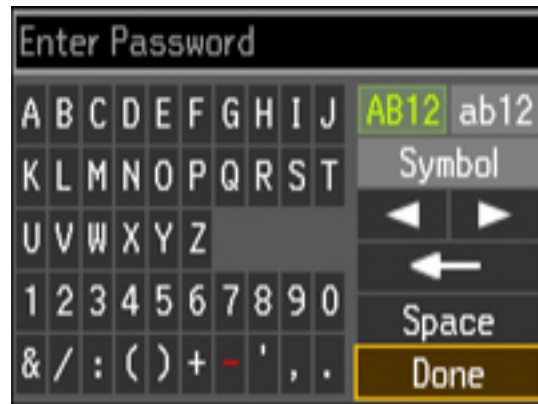 Enter Password
A B C D E F G H I J
K L M N O P Q R S T
U V W X Y Z
1 2 3 4 5 6 7 8 9 0
& / : ( ) + - ' , .
AB12 ab12
Symbol
Space
Done